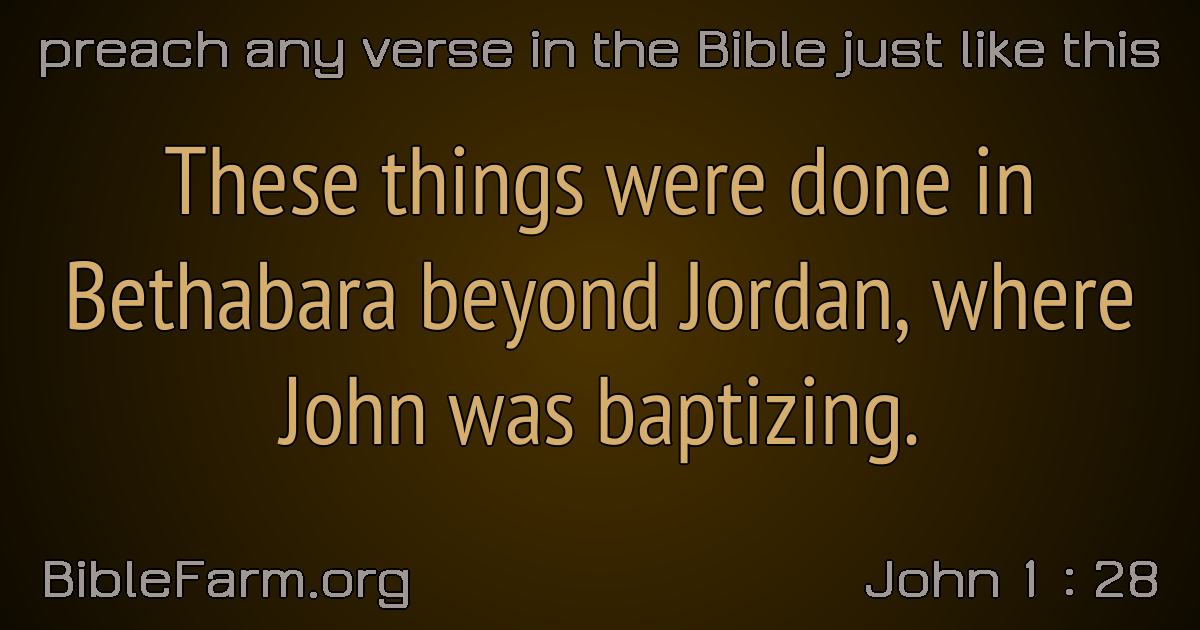 preach any verse in the Bible just like this
These things were done in
Bethabara beyond Jordan, where
John was baptizing.
BibleFarm.org
John 1 : 28